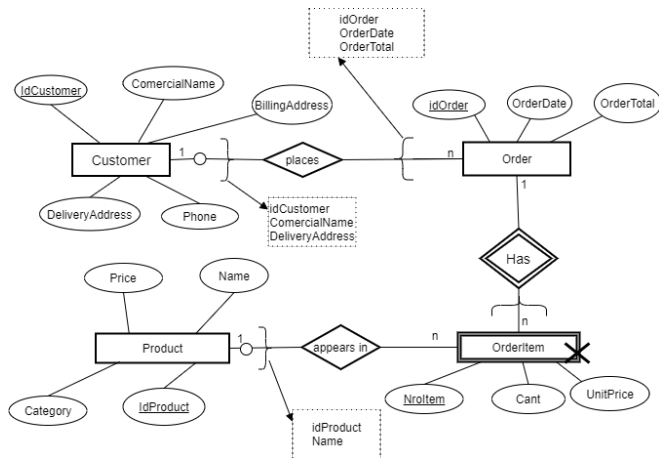 idOrder
OrderDate
OrderTotal
IdCustomer
ComercialName
BillingAddress
idOrder
OrderDate
OrderTotal
Customer
1
places
n
Order
DeliveryAddress
Phone
idCustomer
ComercialName
DeliveryAddress
1
Has
Price
Name
Product
1
appears in
n
n
OrderItem
Category
IdProduct
NroItem
Cant
UnitPrice
idProduct
Name